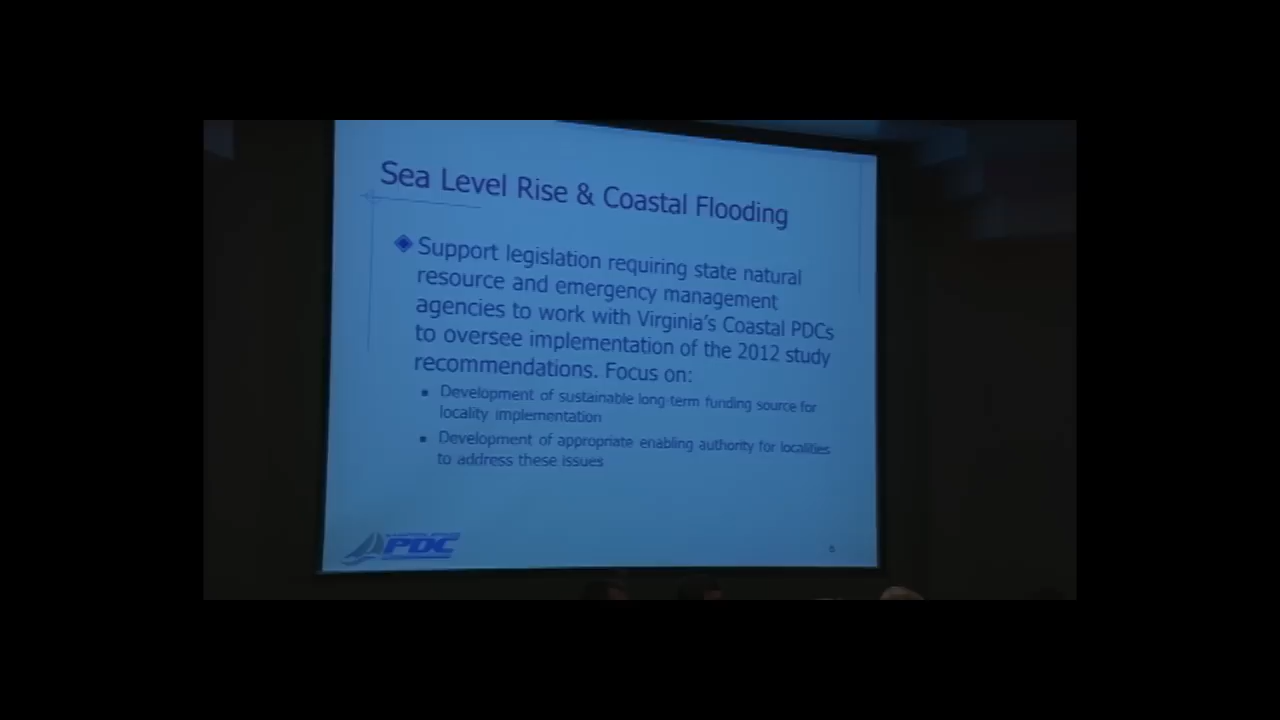 Sea Level Rise & Coastal Flooding
Support legislation requiring state natural
resource and emergency management
agencies to work with Virginia's Coastal PDCs
to oversee implementation of the 2012 study
recommendations. Focus on:
Development of sustainable long-term funding source for
locality implementation
Development of appropriate enabling authority for localities
to address these issues
PDC
6